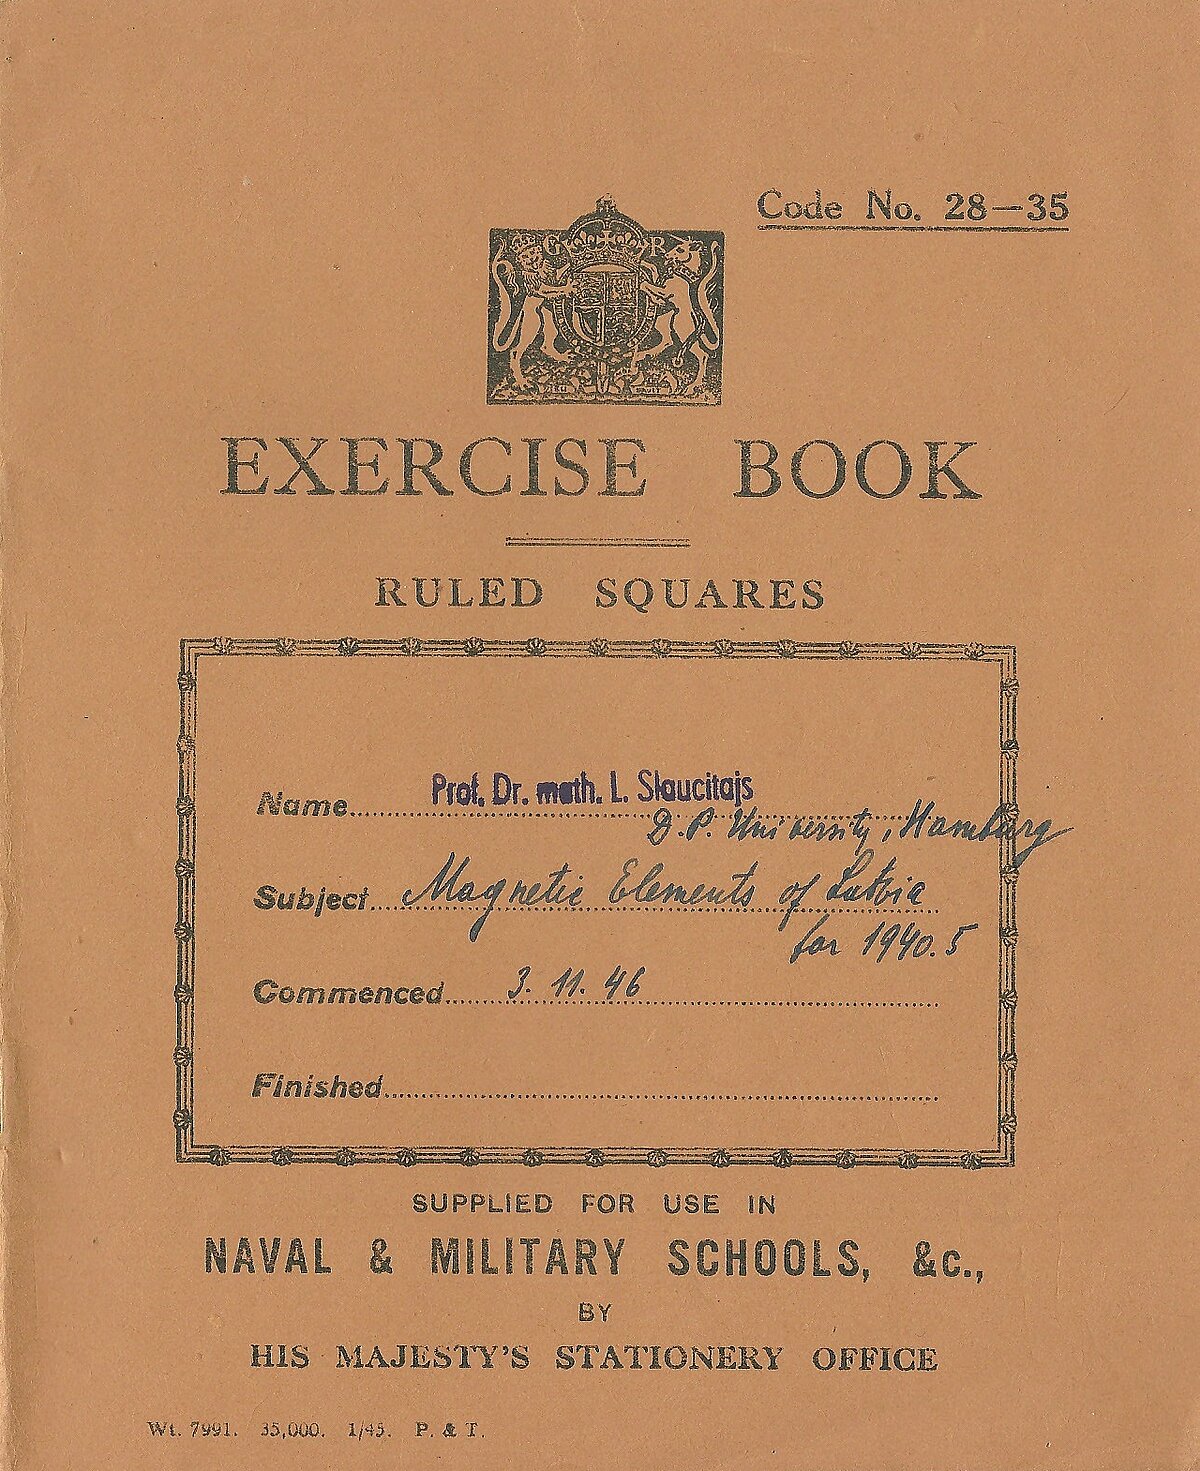 Code No. 28—35
G R
EXERCISE BOOK
RULED SQUARES
Name Prof. Dr. math. L. Slaucitajs
D.P. University, Hamburg
Subject Magnetic Elements of Latvia
for 1940.5
Commenced 3. 11. 46
Finished
SUPPLIED FOR USE IN
NAVAL & MILITARY SCHOOLS, &c.,
BY
HIS MAJESTY'S STATIONERY OFFICE
Wt. 7991. 35,000. 1/45. P. & T.